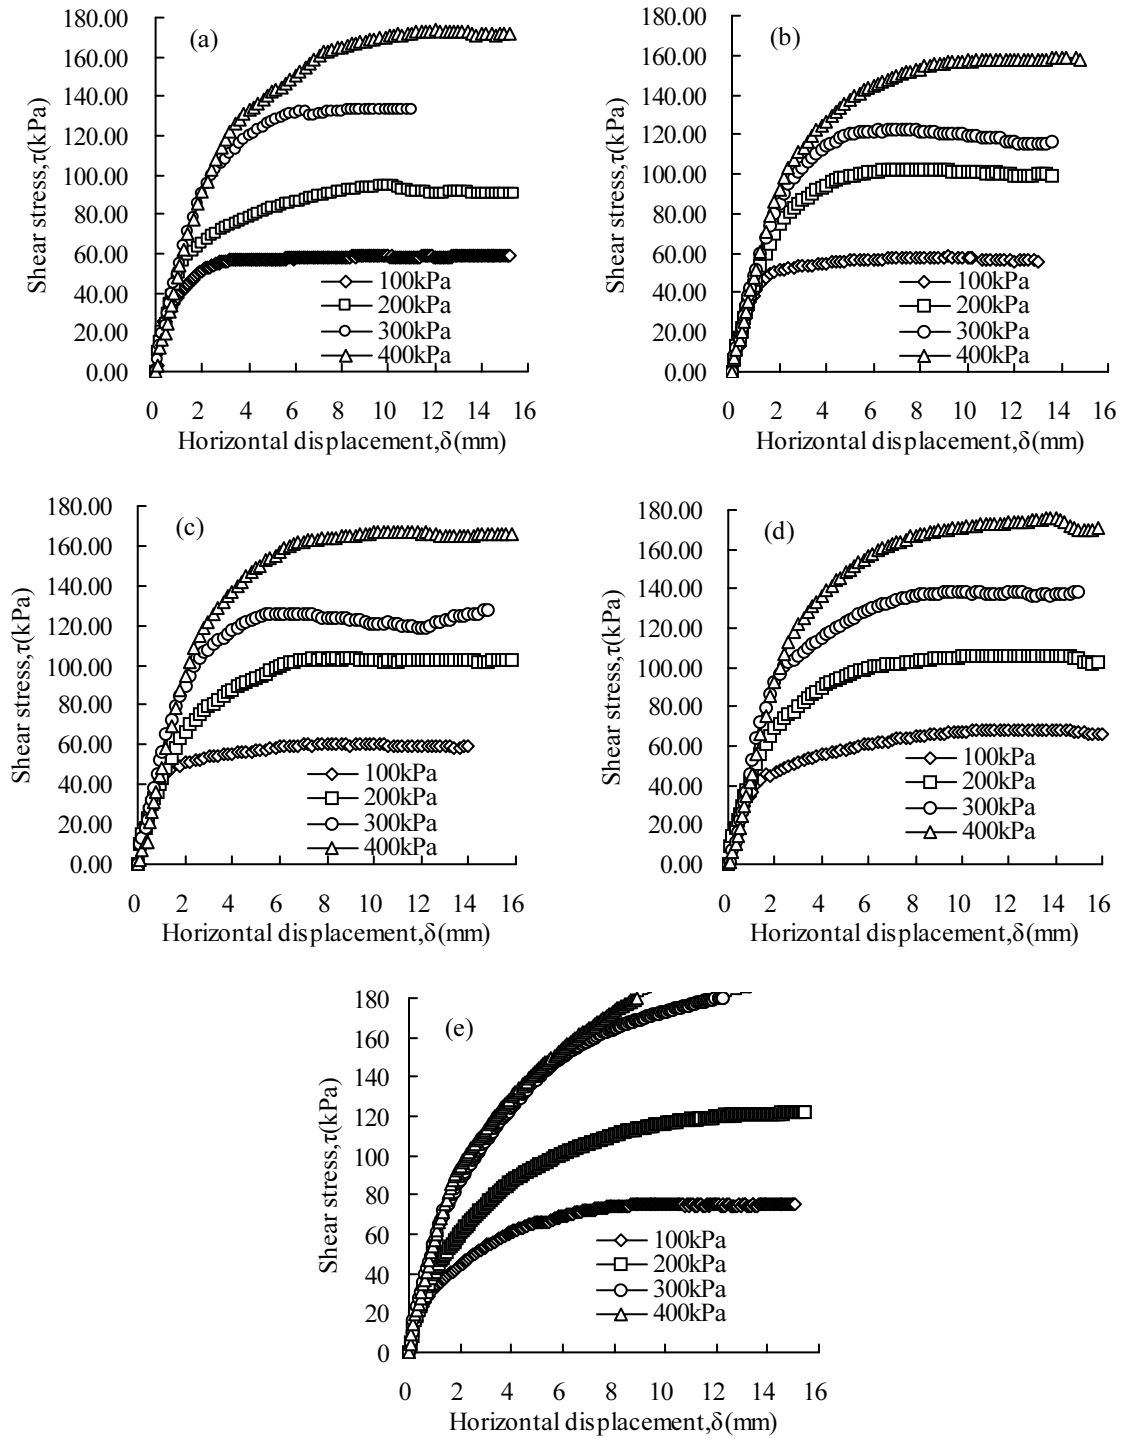 180.00
160.00
140.00
120.00
100.00
80.00
60.00
40.00
20.00
0.00
Shear stress,τ(kPa)
(a)
100kPa
200kPa
300kPa
400kPa
0 2 4 6 8 10 12 14 16
Horizontal displacement,δ(mm)
180.00
160.00
140.00
120.00
100.00
80.00
60.00
40.00
20.00
0.00
Shear stress,τ(kPa)
(b)
100kPa
200kPa
300kPa
400kPa
0 2 4 6 8 10 12 14 16
Horizontal displacement,δ(mm)
180.00
160.00
140.00
120.00
100.00
80.00
60.00
40.00
20.00
0.00
Shear stress,τ(kPa)
(c)
100kPa
200kPa
300kPa
400kPa
0 2 4 6 8 10 12 14 16
Horizontal displacement,δ(mm)
180.00
160.00
140.00
120.00
100.00
80.00
60.00
40.00
20.00
0.00
Shear stress,τ(kPa)
(d)
100kPa
200kPa
300kPa
400kPa
0 2 4 6 8 10 12 14 16
Horizontal displacement,δ(mm)
180
160
140
120
100
80
60
40
20
0
Shear stress,τ(kPa)
(e)
100kPa
200kPa
300kPa
400kPa
0 2 4 6 8 10 12 14 16
Horizontal displacement,δ(mm)